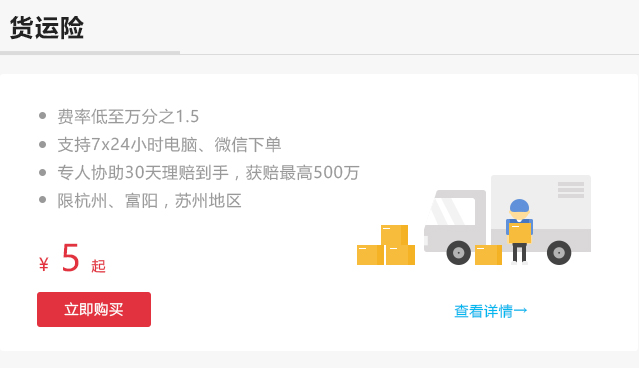 货运险
费率低至万分之1.5
支持7x24小时电脑、微信下单
专人协助30天理赔到手，获赔最高500万
限杭州、富阳，苏州地区
¥ 5 起
立即购买
查看详情→